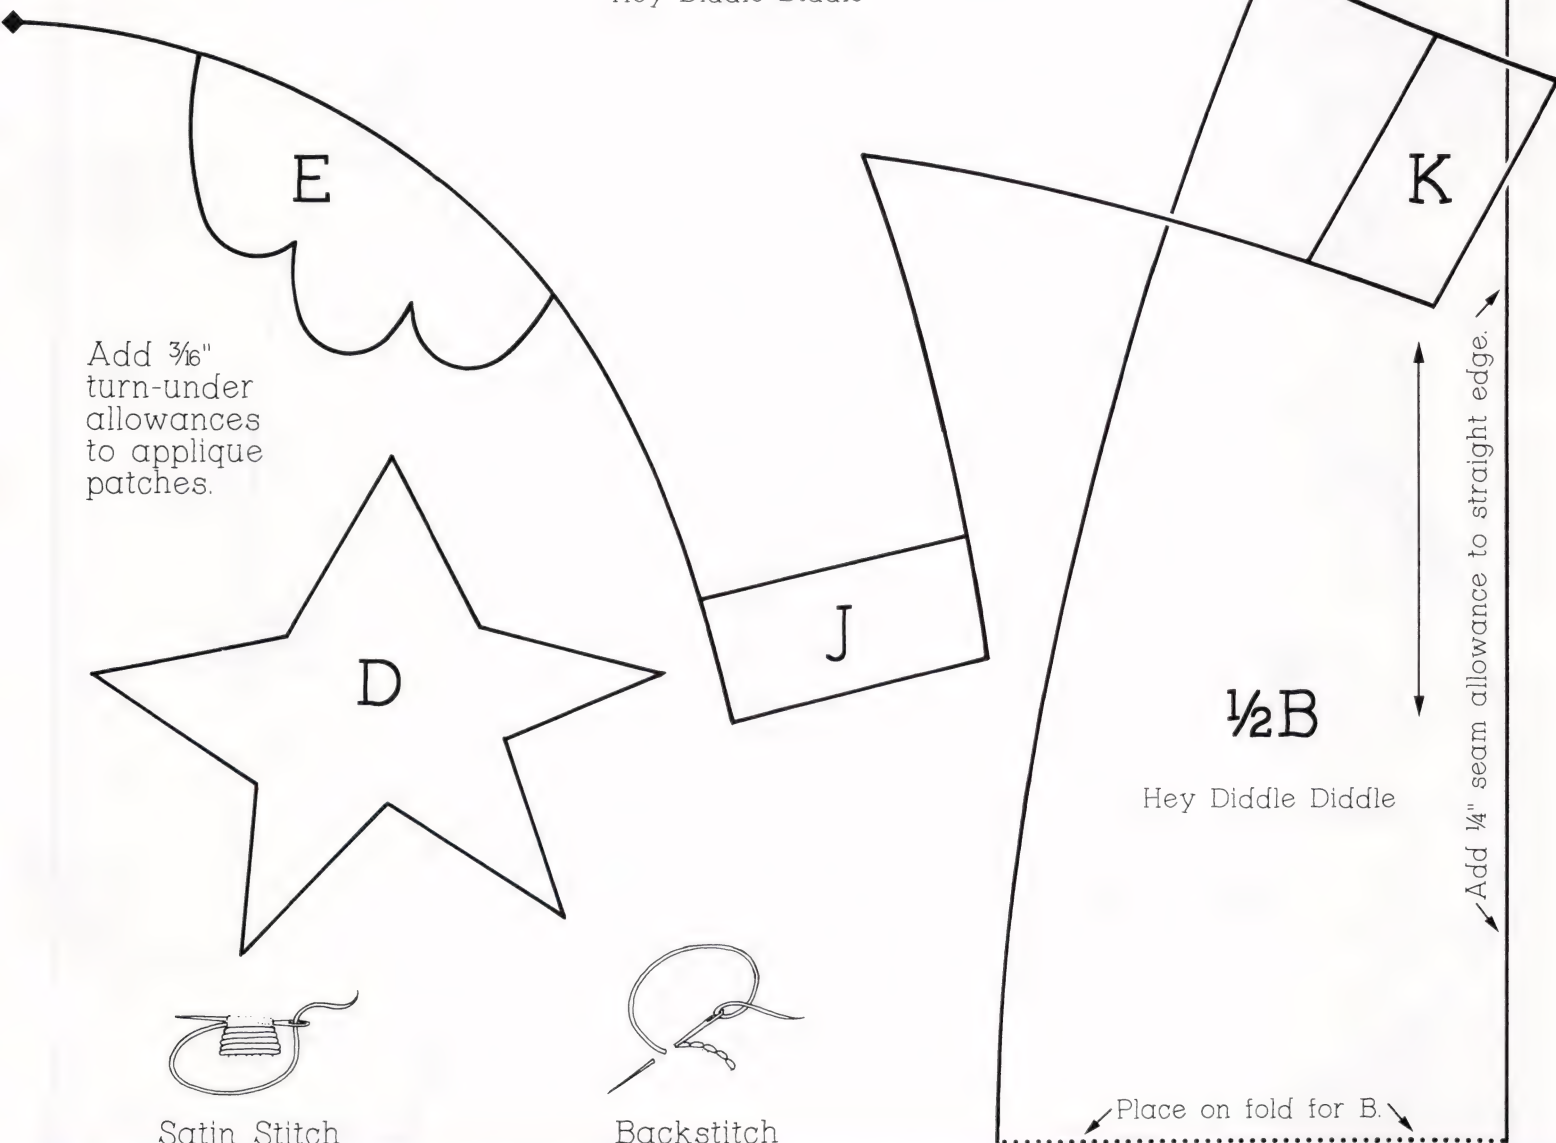 Hey Diddle Diddle
E
K
Add 3/16"
turn-under
allowances
to applique
patches.
J
D
½B
Hey Diddle Diddle
Add ¼" seam allowance to straight edge.
Place on fold for B.
Satin Stitch
Backstitch